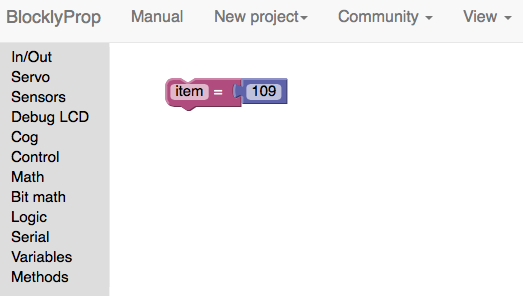 BlocklyProp Manual New project Community View
In/Out
Servo
Sensors
Debug LCD
Cog
Control
Math
Bit math
Logic
Serial
Variables
Methods
item = 109